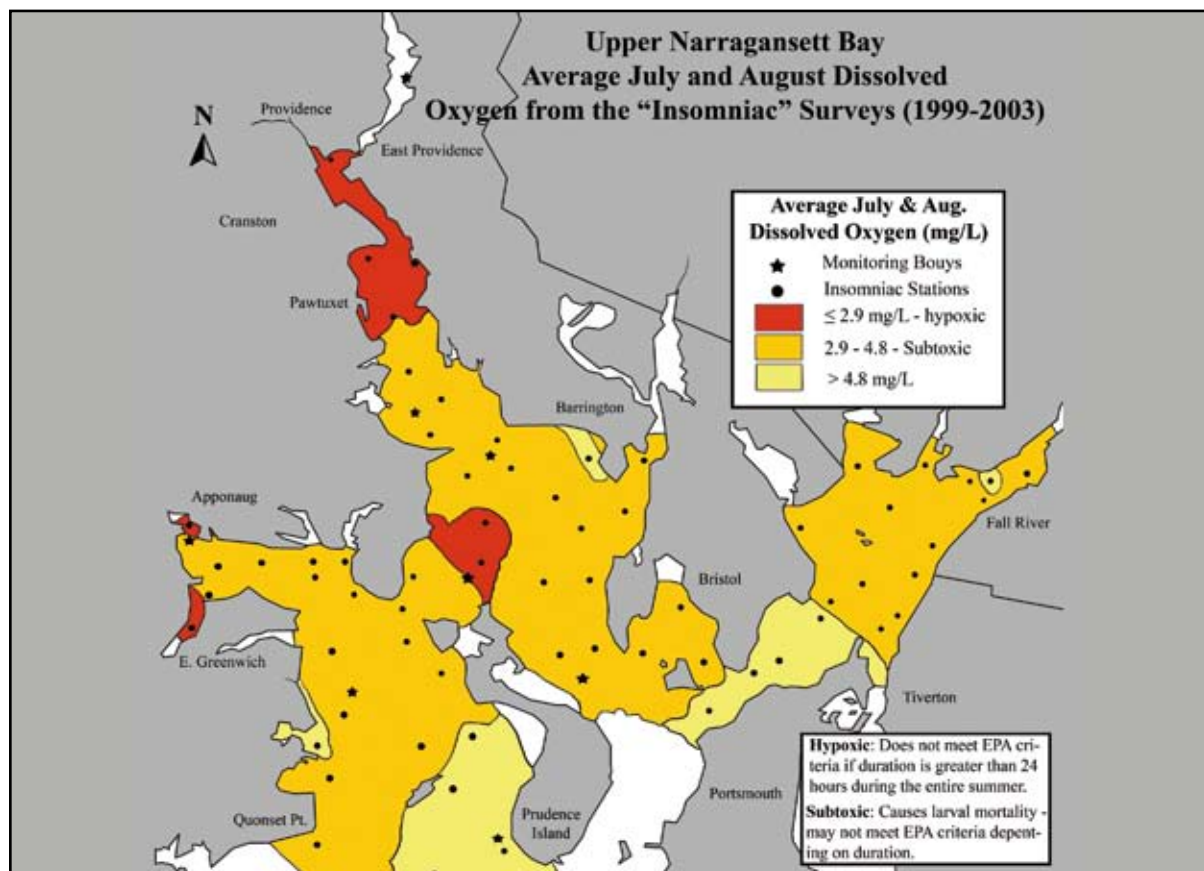 Upper Narragansett Bay
Average July and August Dissolved
Oxygen from the “Insomniac” Surveys (1999-2003)
N
Providence
East Providence
Cranston
Pawtuxet
Average July & Aug.
Dissolved Oxygen (mg/L)
Monitoring Bouys
Insomniac Stations
≤ 2.9 mg/L - hypoxic
2.9 - 4.8 - Subtoxic
> 4.8 mg/L
Barrington
Apponaug
Fall River
Bristol
E. Greenwich
Tiverton
Portsmouth
Prudence
Island
Quonset Pt.
Hypoxic: Does not meet EPA cri-
teria if duration is greater than 24
hours during the entire summer.
Subtoxic: Causes larval mortality -
may not meet EPA criteria depent-
ing on duration.